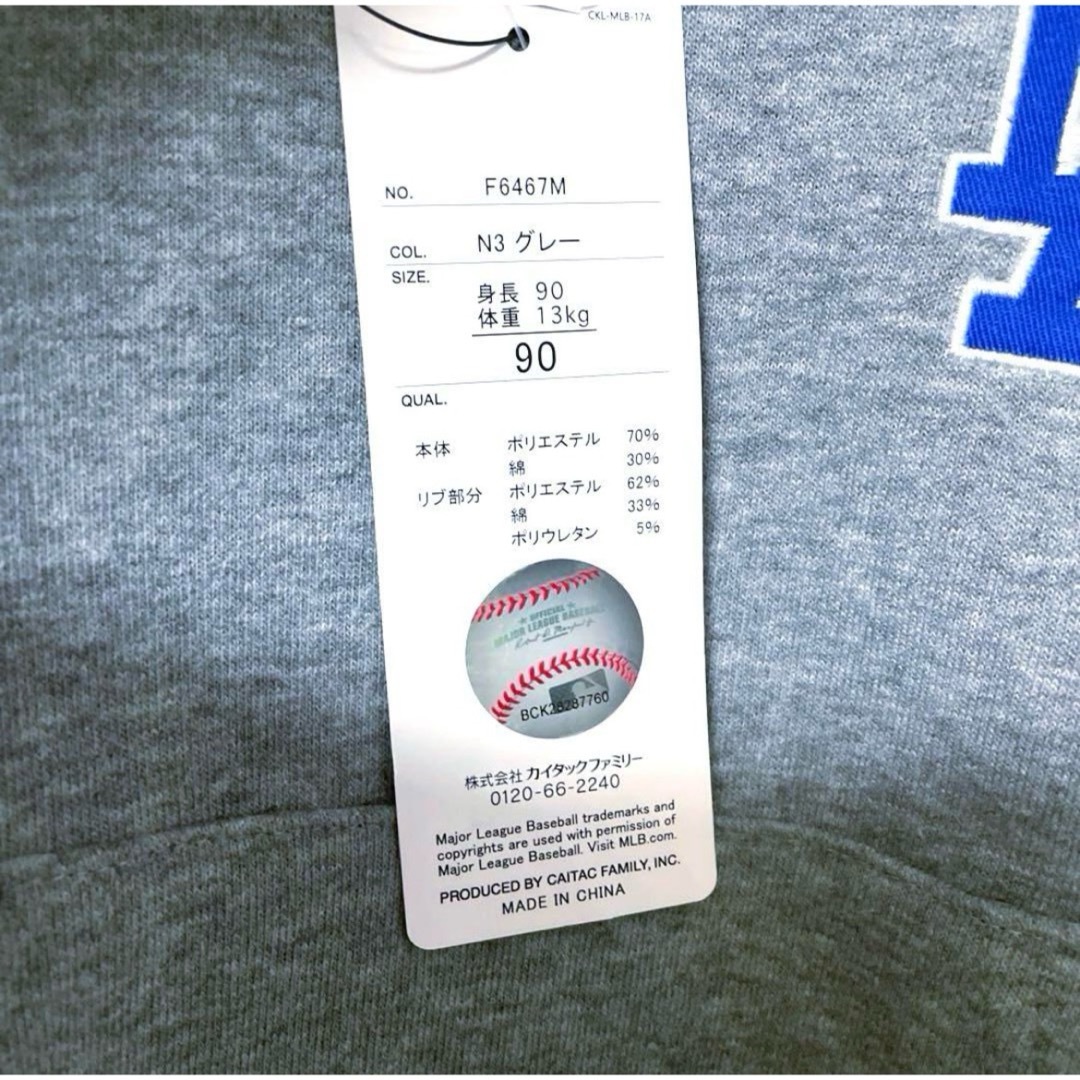 CKL-MLB-17A
NO. F6467M
COL. N3 グレー
SIZE.
身長 90
体重 13kg
90
QUAL.
本体 ポリエステル 70%
綿 30%
リブ部分 ポリエステル 62%
綿 33%
ポリウレタン 5%
OFFICIAL
MAJOR LEAGUE BASEBALL
BCK28287760
株式会社 カイタックファミリー
0120-66-2240
Major League Baseball trademarks and
copyrights are used with permission of
Major League Baseball. Visit MLB.com.
PRODUCED BY CAITAC FAMILY, INC.
MADE IN CHINA